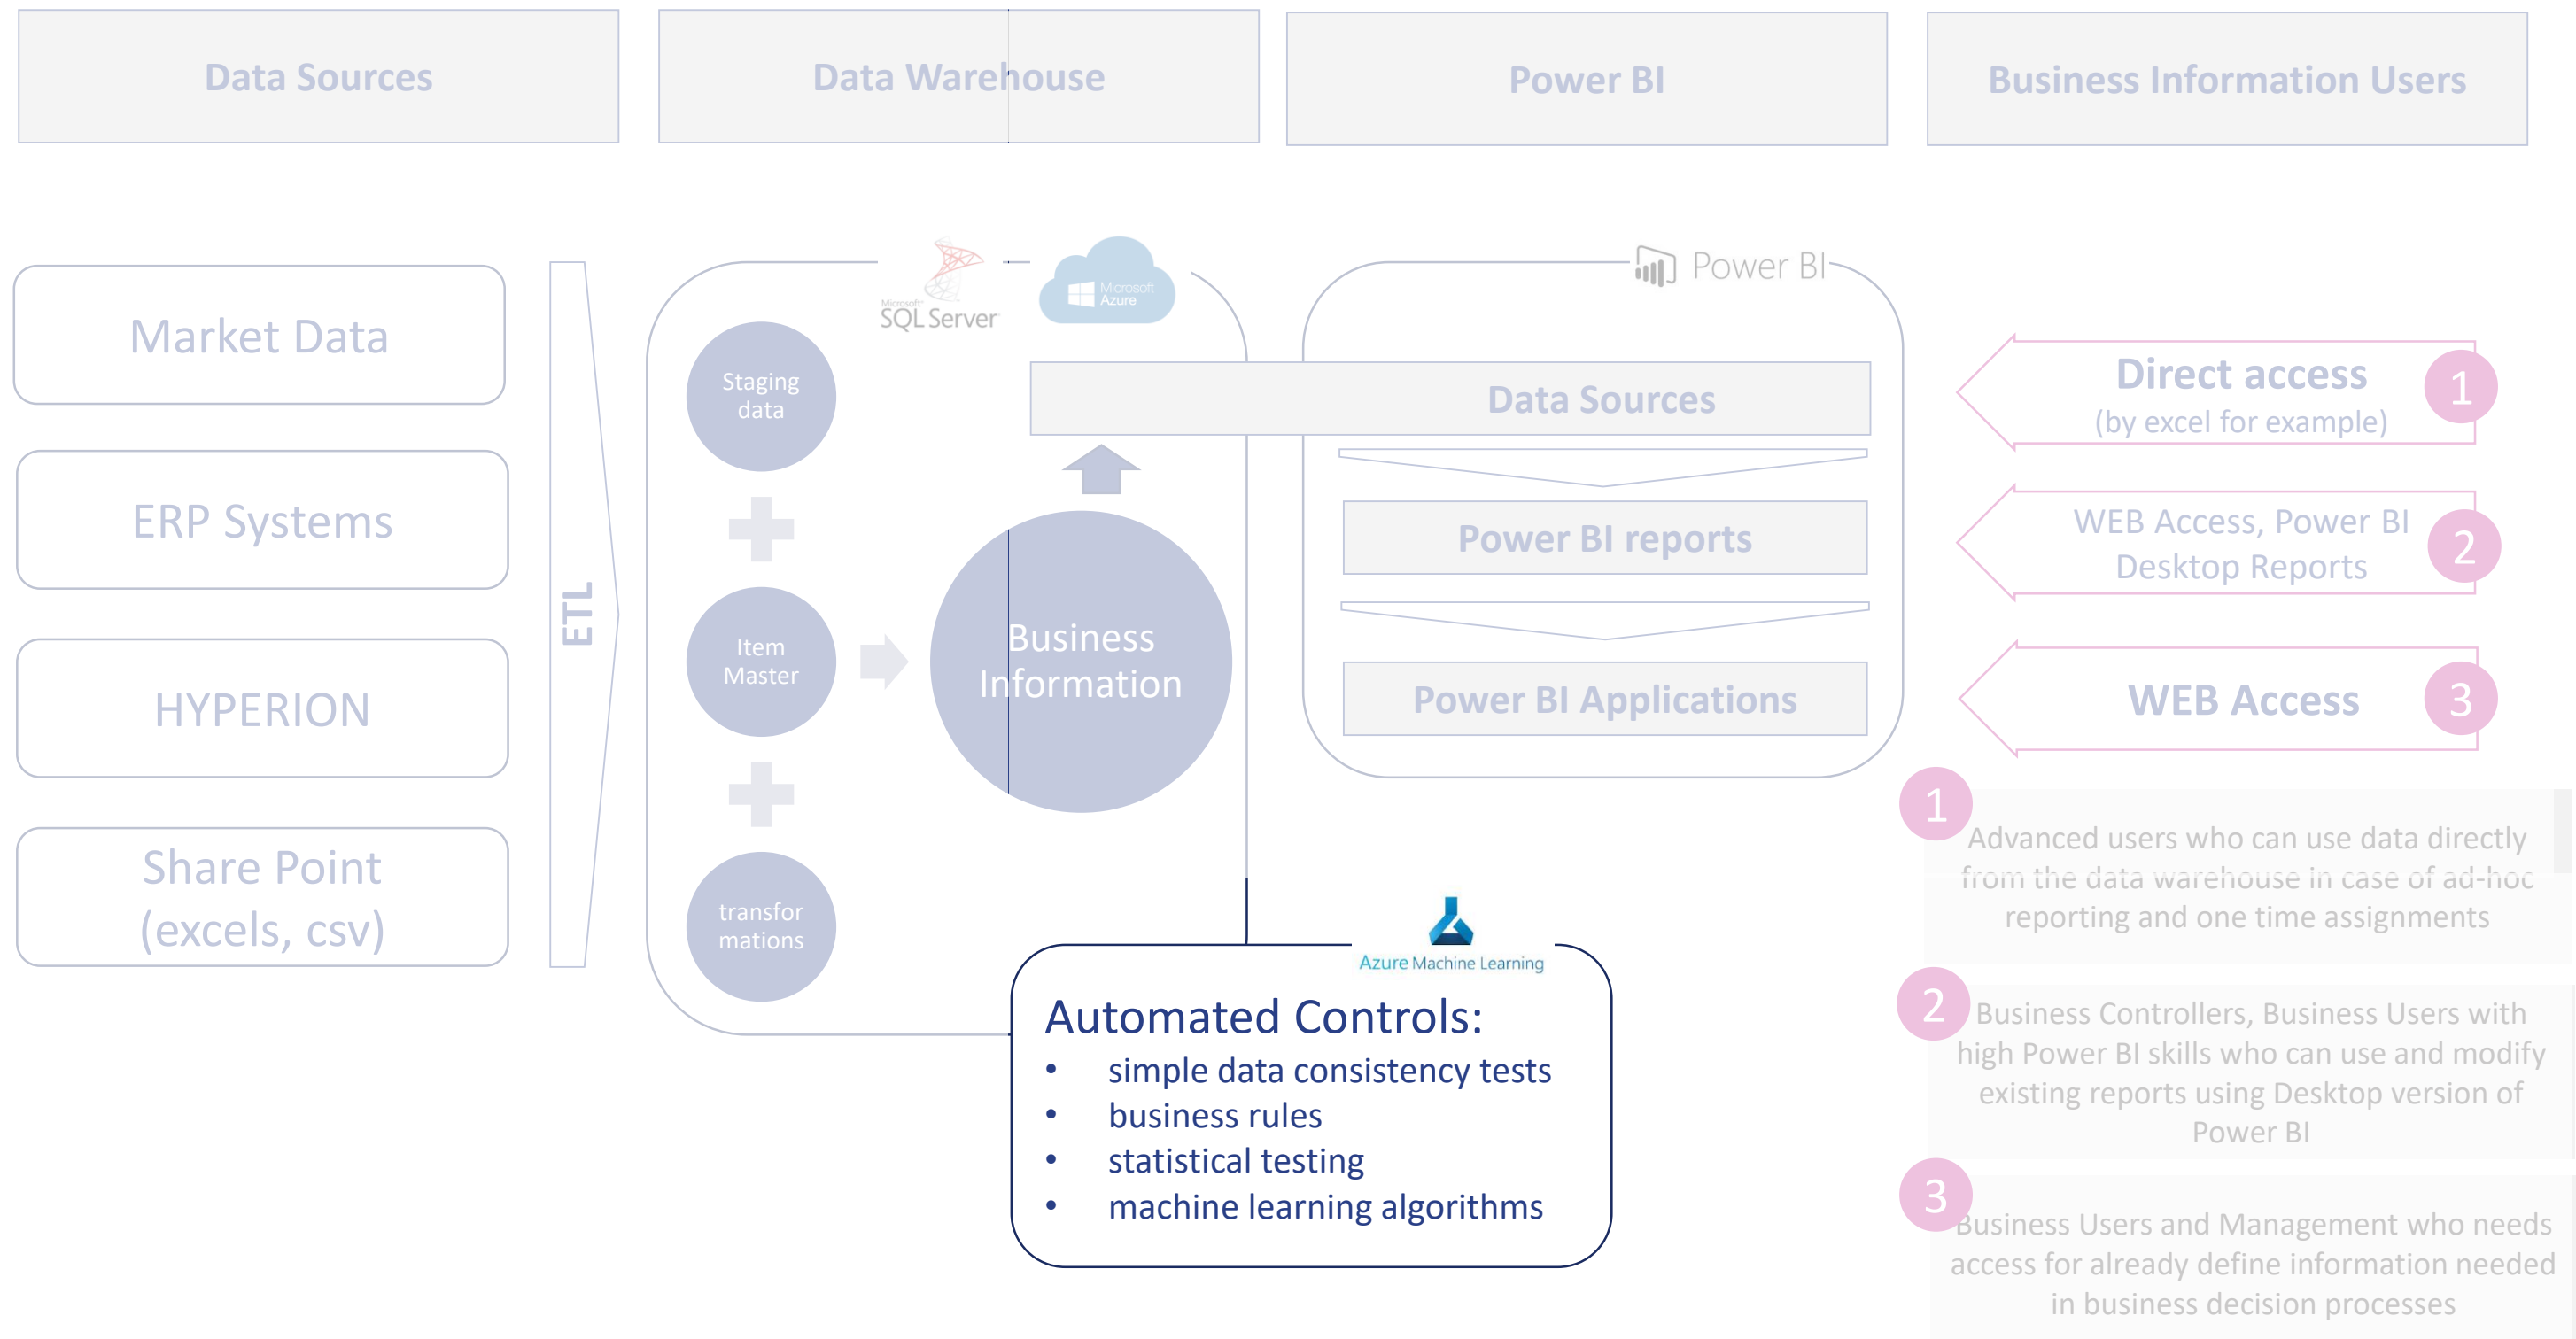 Data Sources
Data Warehouse
Power BI
Business Information Users
Market Data
ERP Systems
HYPERION
Share Point
(excels, csv)
ETL
Microsoft
SQL Server
Microsoft
Azure
Staging
data
Item
Master
transfor
mations
Business
Information
Power BI
Data Sources
Power BI reports
Power BI Applications
Direct access
(by excel for example)
1
WEB Access, Power BI
Desktop Reports
2
WEB Access
3
Azure Machine Learning
Automated Controls:
• simple data consistency tests
• business rules
• statistical testing
• machine learning algorithms
1
Advanced users who can use data directly
from the data warehouse in case of ad-hoc
reporting and one time assignments
2
Business Controllers, Business Users with
high Power BI skills who can use and modify
existing reports using Desktop version of
Power BI
3
Business Users and Management who needs
access for already define information needed
in business decision processes